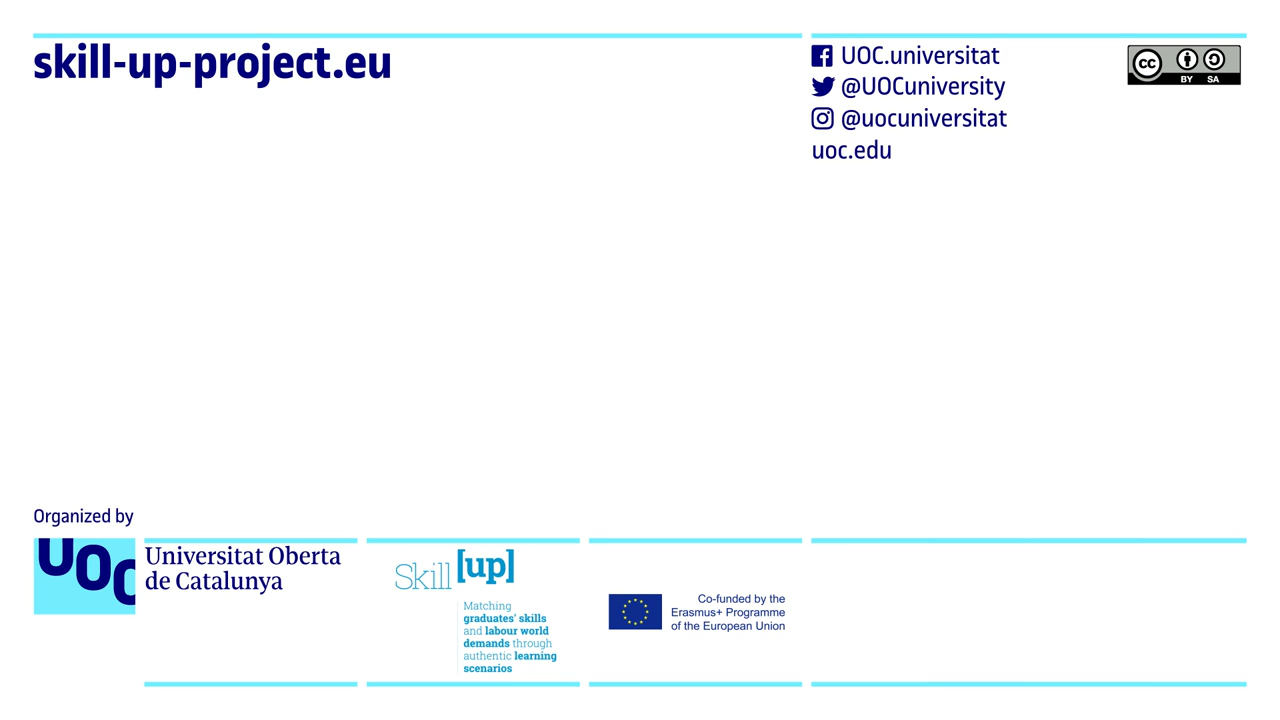 skill-up-project.eu
UOC.universitat
@UOCuniversity
@uocuniversitat
uoc.edu
cc
BY SA
Organized by
UOC
Universitat Oberta
de Catalunya
Skill [up]
Matching
graduates' skills
and labour world
demands through
authentic learning
scenarios
Co-funded by the
Erasmus+ Programme
of the European Union